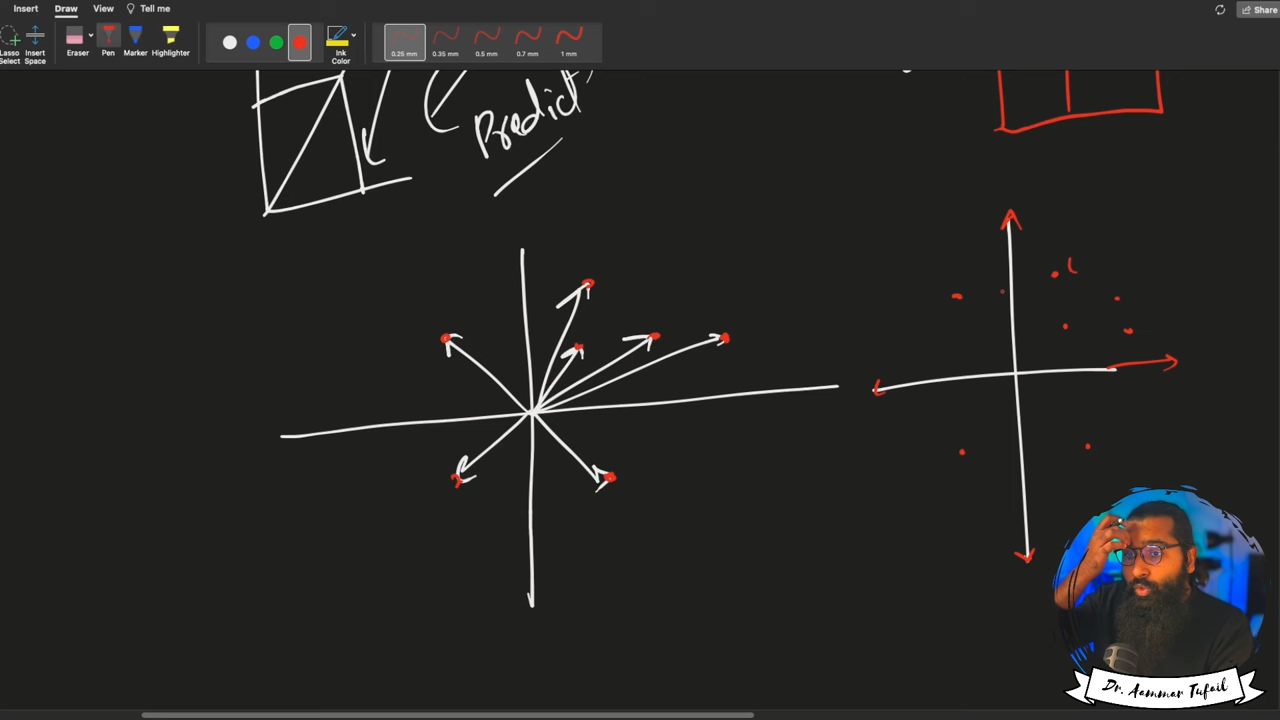 Insert Draw View Tell me
Share
Lasso Select
Insert Space
Eraser
Pen
Marker
Highlighter
Ink Color
0.25 mm
0.35 mm
0.5 mm
0.7 mm
1 mm
Predict
Dr. Aammar Tufail